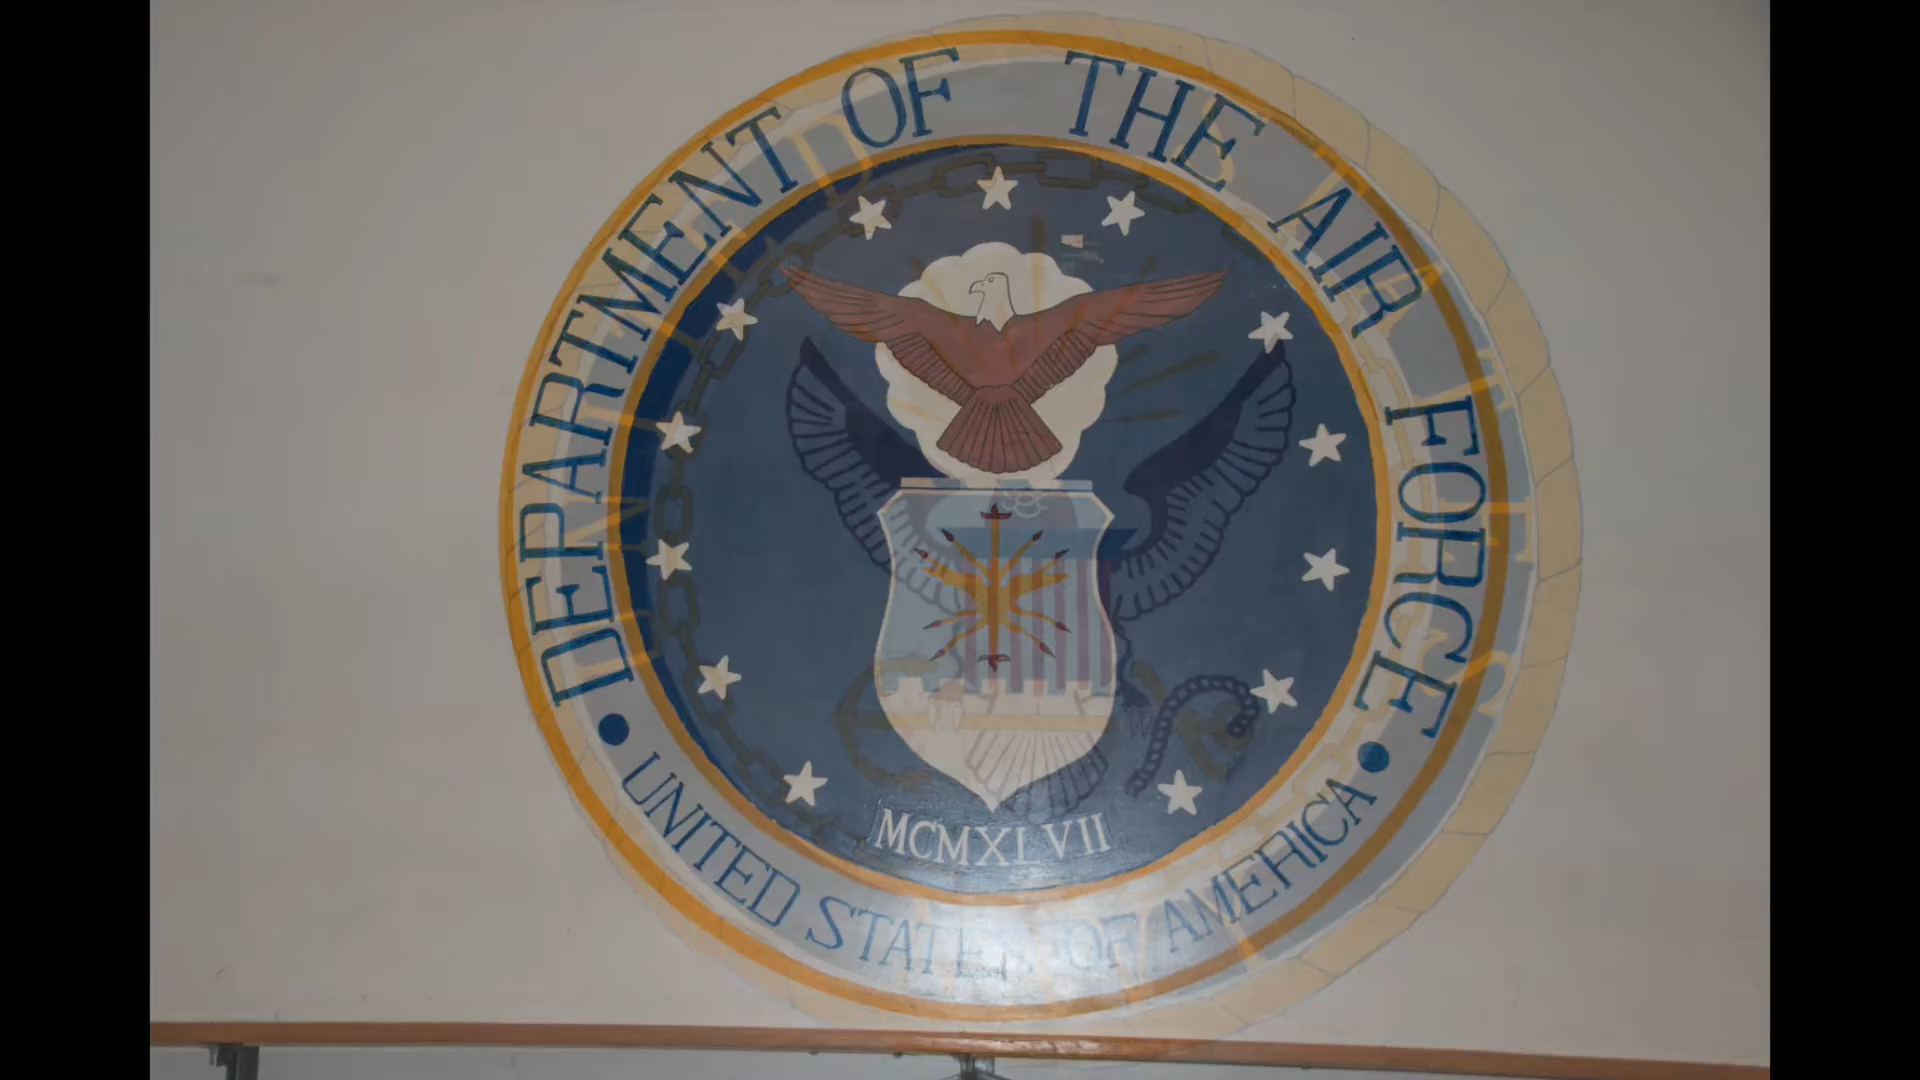 DEPARTMENT OF THE AIR FORCE
MCMXLVII
UNITED STATES OF AMERICA